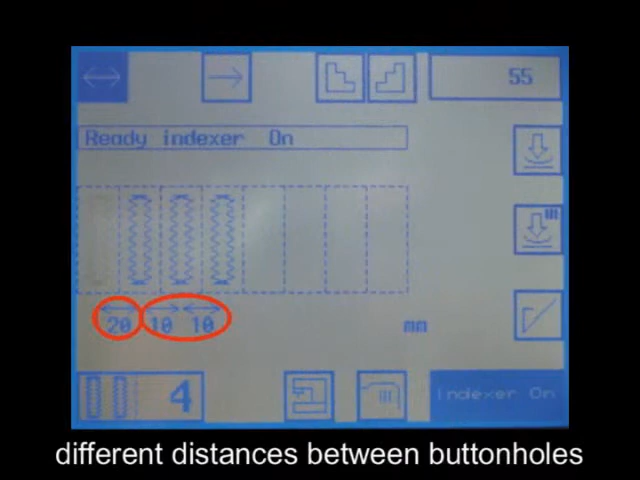 55
Ready indexer On
20 10 10
mm
4
Indexer On
different distances between buttonholes